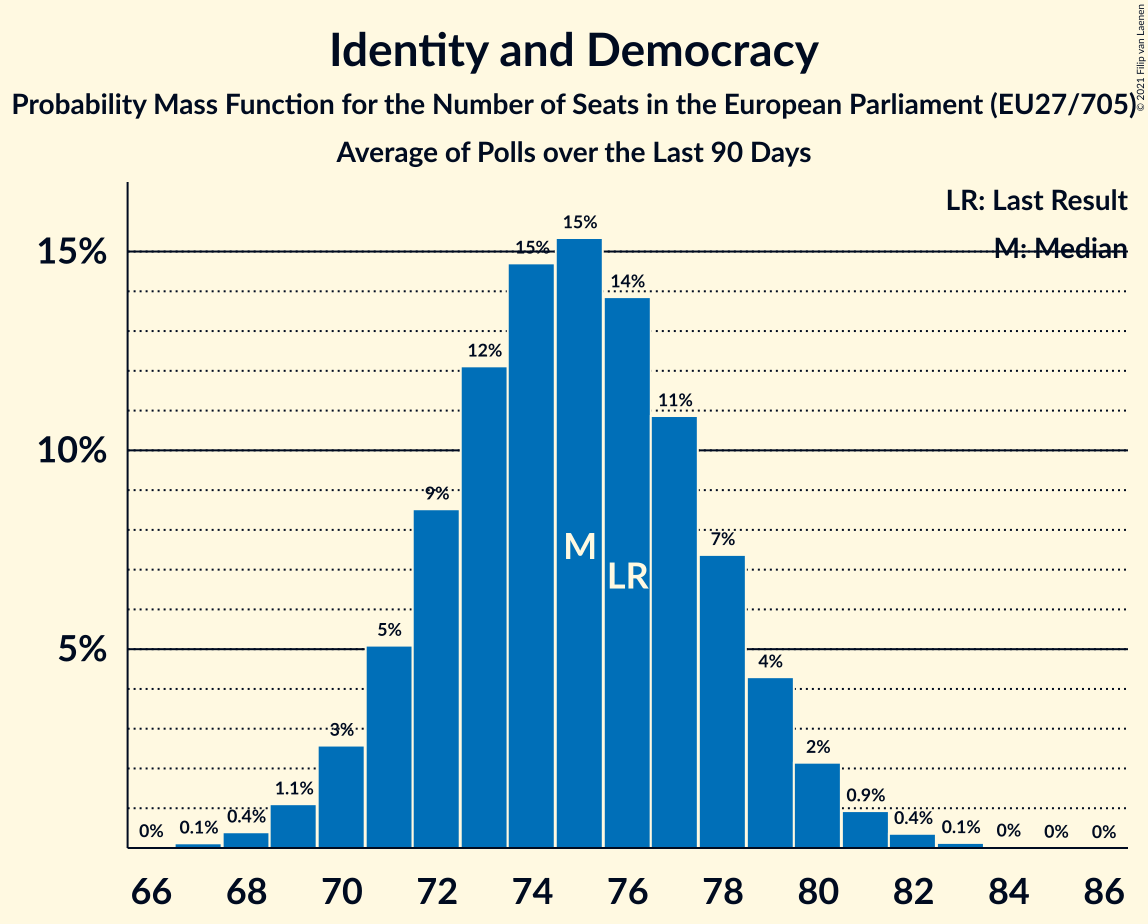 Identity and Democracy
Probability Mass Function for the Number of Seats in the European Parliament (EU27/705)
Average of Polls over the Last 90 Days
© 2021 Filip van Laenen
LR: Last Result
M: Median
15%
10%
5%
0%
0.1%
0.4%
1.1%
3%
5%
9%
12%
15%
15%
14%
11%
7%
4%
2%
0.9%
0.4%
0.1%
0%
0%
0%
M
LR
66 68 70 72 74 76 78 80 82 84 86